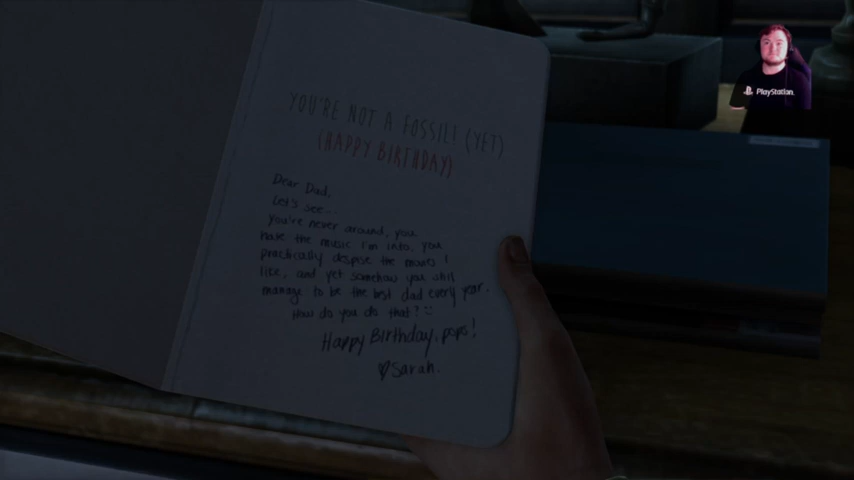 YOU'RE NOT A FOSSIL! (YET)
(HAPPY BIRTHDAY)
Dear Dad,
Let's see...
You're never around, you
hate the music I'm into, you
practically despise the movies I
like, and yet somehow you still
manage to be the best dad every year.
How do you do that? :)
Happy Birthday, pops!
♡Sarah.
PlayStation.